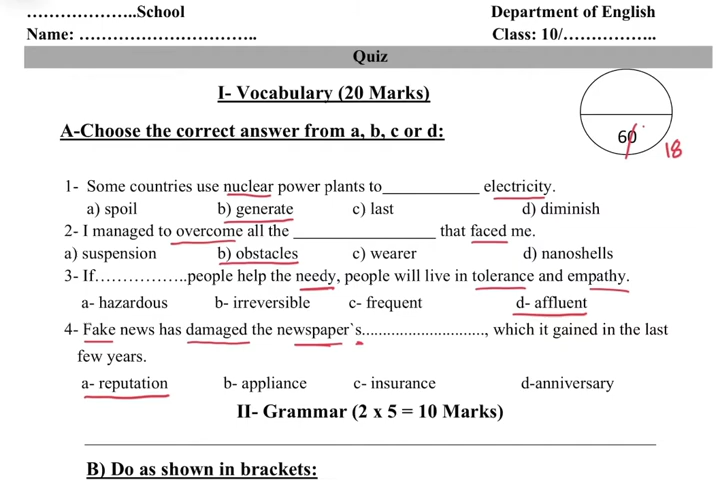 ………………..School Department of English
Name: …………………………….. Class: 10/……………..
Quiz
I- Vocabulary (20 Marks)
60
18
A-Choose the correct answer from a, b, c or d:
1- Some countries use nuclear power plants to____________ electricity.
a) spoil b) generate c) last d) diminish
2- I managed to overcome all the __________________ that faced me.
a) suspension b) obstacles c) wearer d) nanoshells
3- If……………..people help the needy, people will live in tolerance and empathy.
a- hazardous b- irreversible c- frequent d- affluent
4- Fake news has damaged the newspaper`s............................., which it gained in the last
few years.
a- reputation b- appliance c- insurance d-anniversary
II- Grammar (2 x 5 = 10 Marks)
B) Do as shown in brackets: